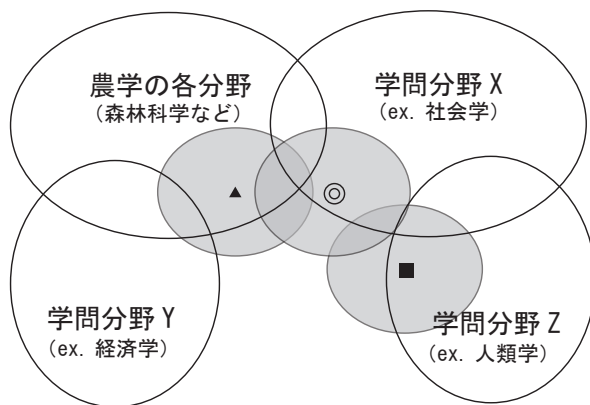 農学の各分野
（森林科学など）
学問分野 X
（ex. 社会学）
学問分野 Y
（ex. 経済学）
学問分野 Z
（ex. 人類学）